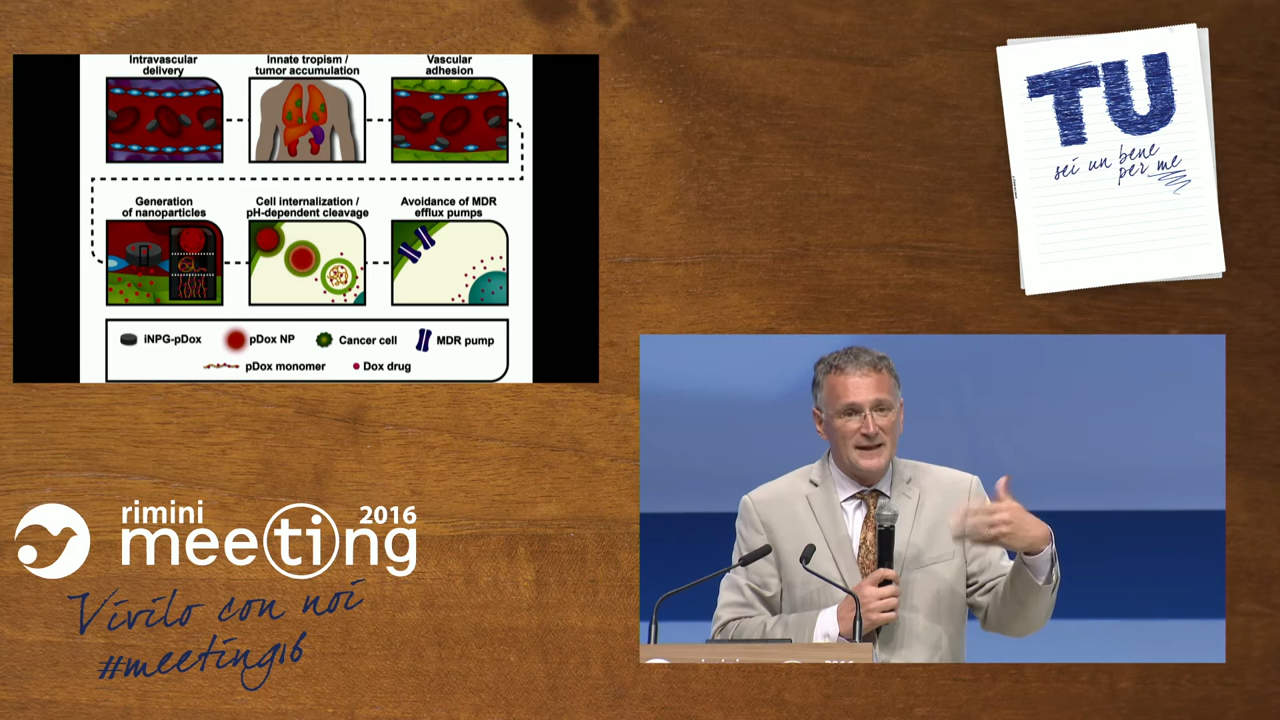 Intravascular
delivery
Innate tropism /
tumor accumulation
Vascular
adhesion
Generation
of nanoparticles
Cell internalization /
pH-dependent cleavage
Avoidance of MDR
efflux pumps
iNPG-pDox
pDox NP
Cancer cell
MDR pump
pDox monomer
Dox drug
TU
sei un bene
per me
rimini
2016
meeting
Vivilo con noi
#meeting16
rimini
2016